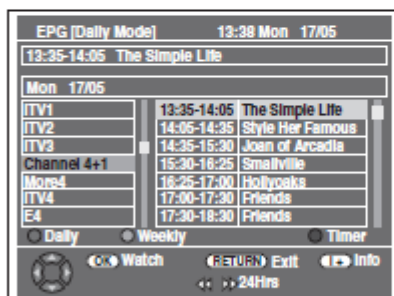 EPG [Daily Mode] 13:38 Mon 17/05
13:35-14:05 The Simple Life
Mon 17/05
ITV1 13:35-14:05 The Simple Life
ITV2 14:05-14:35 Style Her Famous
ITV3 14:35-15:30 Joan of Arcadia
Channel 4+1 15:30-16:25 Smallville
More4 16:25-17:00 Hollyoaks
ITV4 17:00-17:30 Friends
E4 17:30-18:30 Friends
Daily Weekly Timer
OK Watch RETURN Exit i+ Info
24Hrs